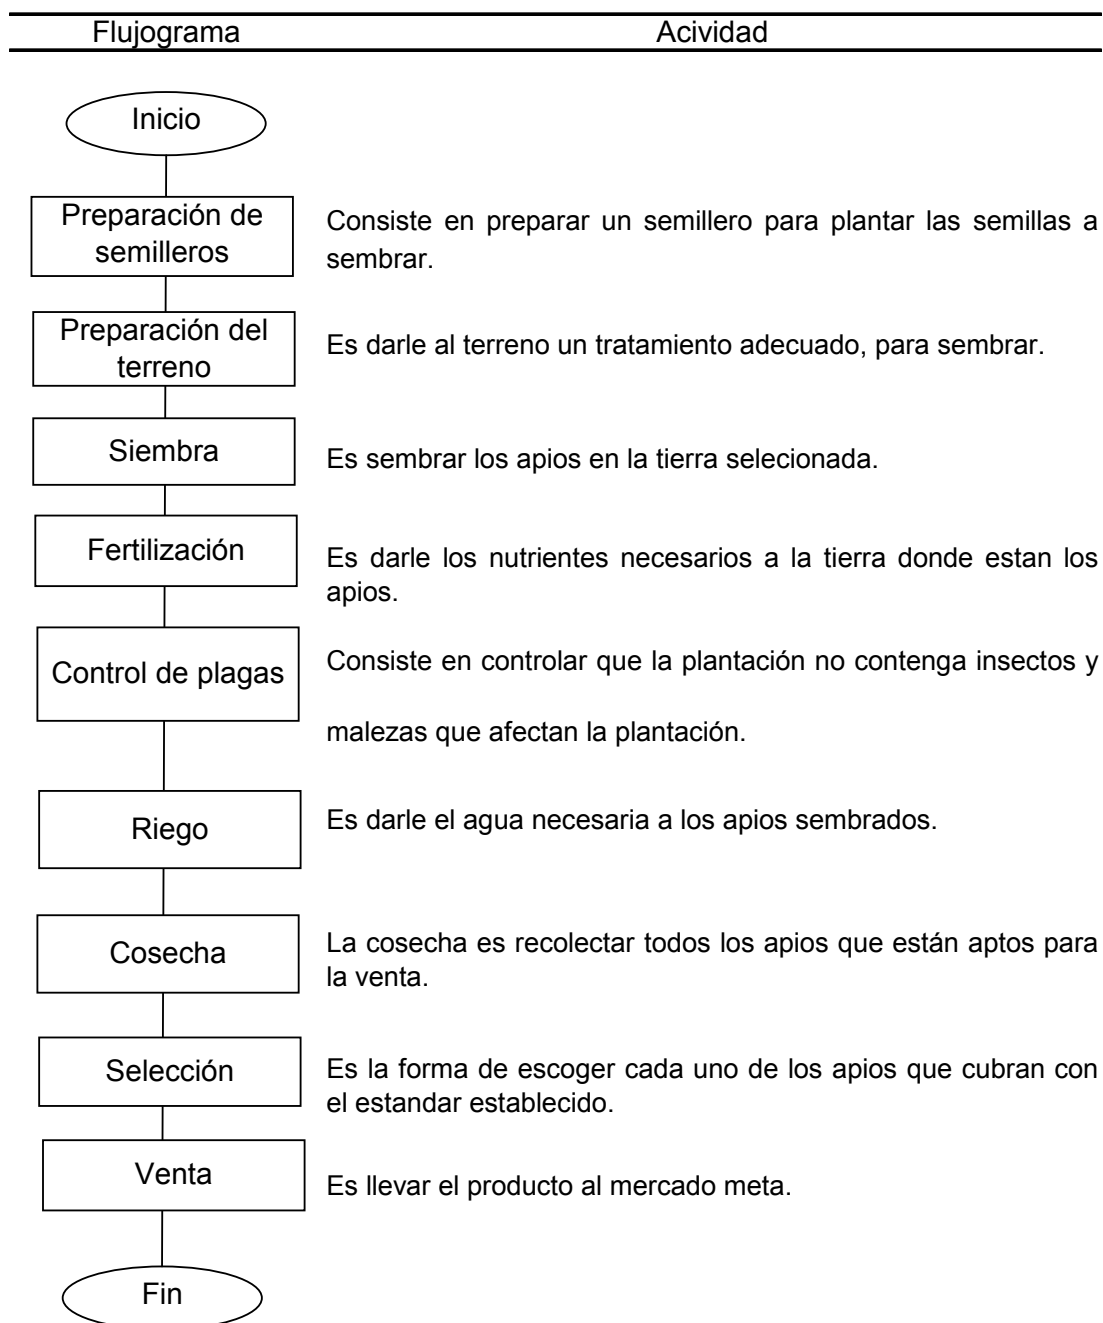 Flujograma Acividad
Inicio
Preparación de
semilleros
Consiste en preparar un semillero para plantar las semillas a
sembrar.
Preparación del
terreno
Es darle al terreno un tratamiento adecuado, para sembrar.
Siembra
Es sembrar los apios en la tierra selecionada.
Fertilización
Es darle los nutrientes necesarios a la tierra donde estan los
apios.
Control de plagas
Consiste en controlar que la plantación no contenga insectos y
malezas que afectan la plantación.
Riego
Es darle el agua necesaria a los apios sembrados.
Cosecha
La cosecha es recolectar todos los apios que están aptos para
la venta.
Selección
Es la forma de escoger cada uno de los apios que cubran con
el estandar establecido.
Venta
Es llevar el producto al mercado meta.
Fin